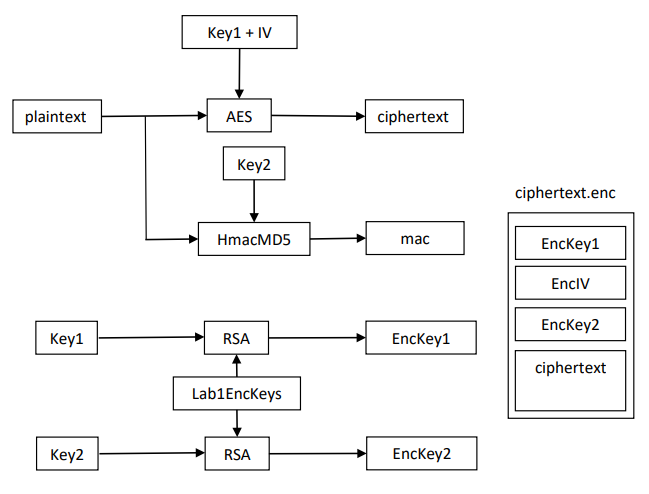 Key1 + IV
plaintext
AES
ciphertext
Key2
HmacMD5
mac
Key1
RSA
EncKey1
Lab1EncKeys
Key2
RSA
EncKey2
ciphertext.enc
EncKey1
EncIV
EncKey2
ciphertext